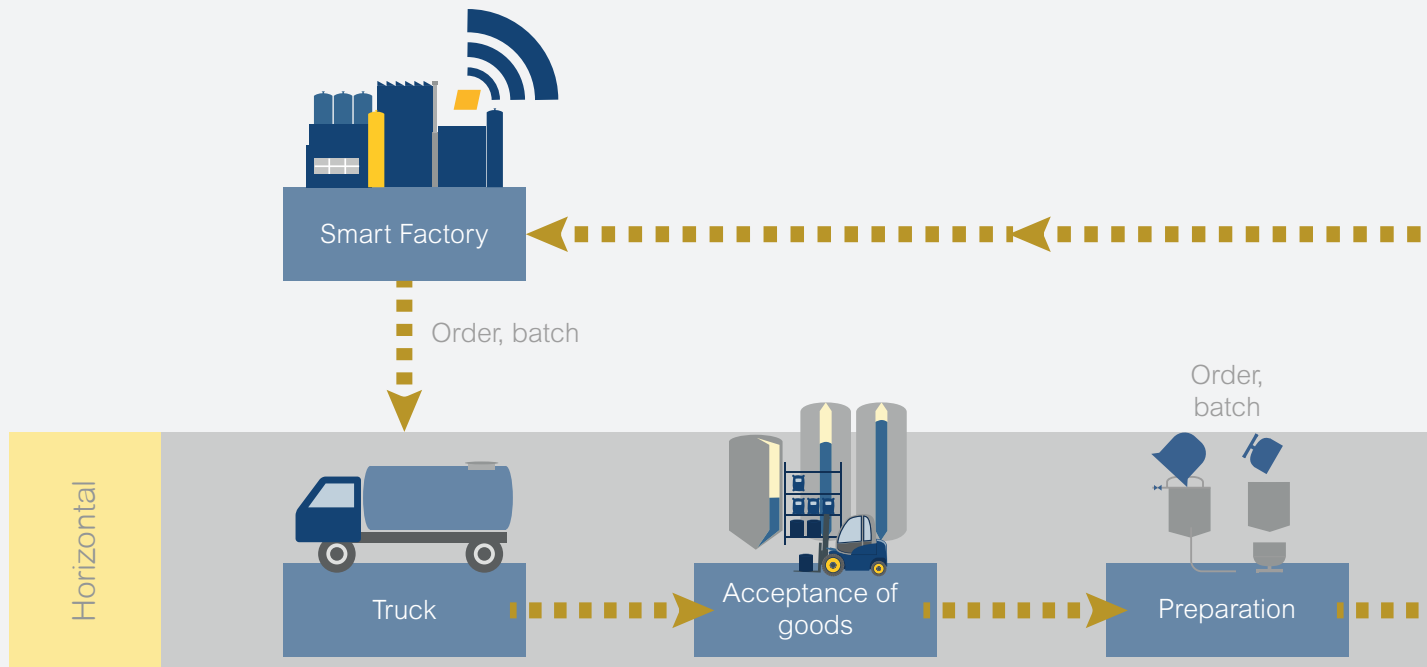 Smart Factory
Order, batch
Order,
batch
Horizontal
Truck
Acceptance of
goods
Preparation